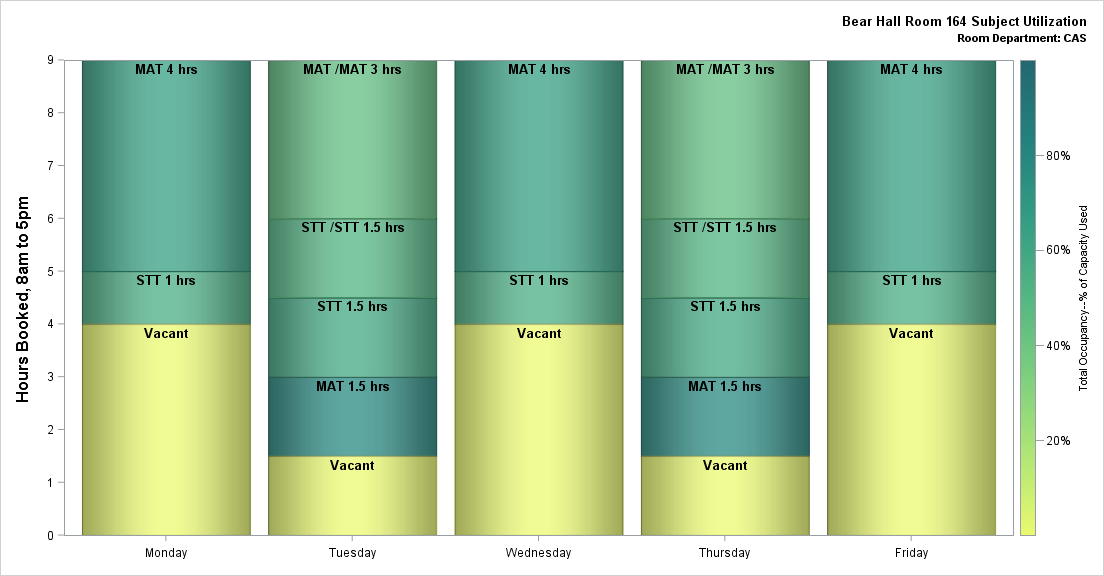 Bear Hall Room 164 Subject Utilization
Room Department: CAS
Hours Booked, 8am to 5pm
9
8
7
6
5
4
3
2
1
0
MAT 4 hrs
STT 1 hrs
Vacant
MAT /MAT 3 hrs
STT /STT 1.5 hrs
STT 1.5 hrs
MAT 1.5 hrs
Vacant
MAT 4 hrs
STT 1 hrs
Vacant
MAT /MAT 3 hrs
STT /STT 1.5 hrs
STT 1.5 hrs
MAT 1.5 hrs
Vacant
MAT 4 hrs
STT 1 hrs
Vacant
Monday
Tuesday
Wednesday
Thursday
Friday
80%
60%
40%
20%
Total Occupancy--% of Capacity Used